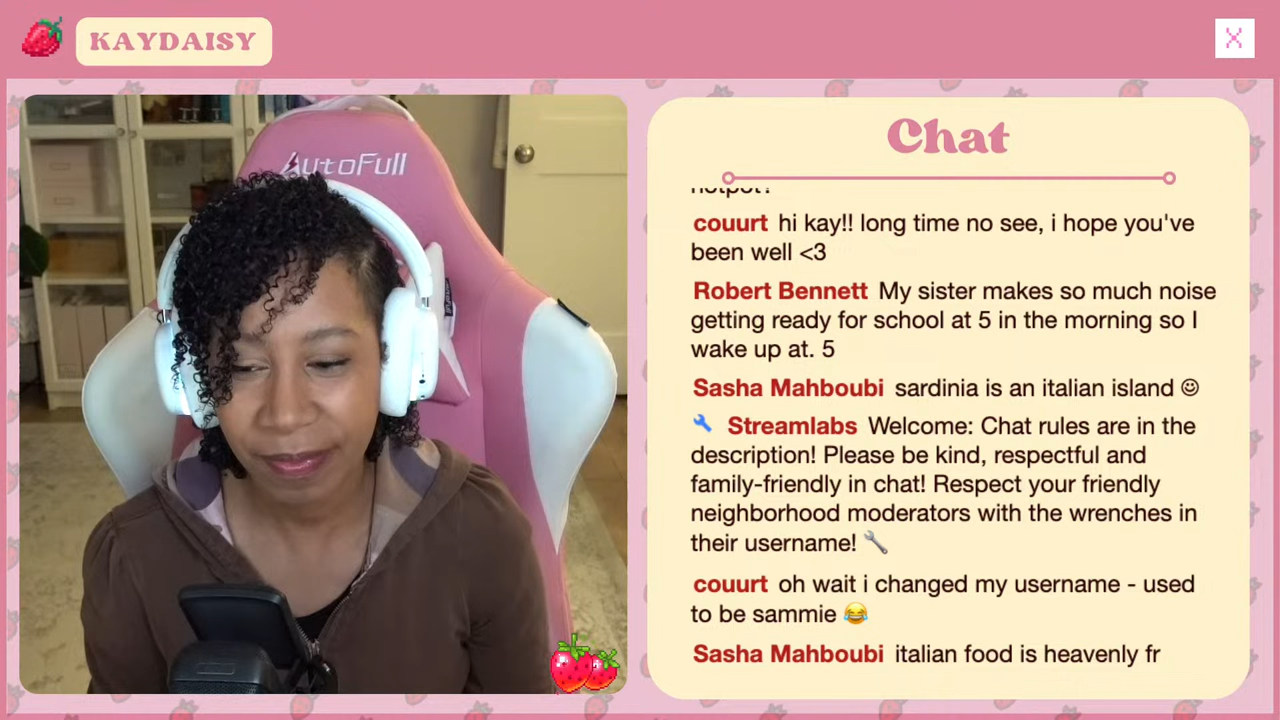 KAYDAISY
AutoFull
Chat
hotpot?
couurt hi kay!! long time no see, i hope you've
been well <3
Robert Bennett My sister makes so much noise
getting ready for school at 5 in the morning so I
wake up at. 5
Sasha Mahboubi sardinia is an italian island ☺
🔧 Streamlabs Welcome: Chat rules are in the
description! Please be kind, respectful and
family-friendly in chat! Respect your friendly
neighborhood moderators with the wrenches in
their username! 🔧
couurt oh wait i changed my username - used
to be sammie 😂
Sasha Mahboubi italian food is heavenly fr